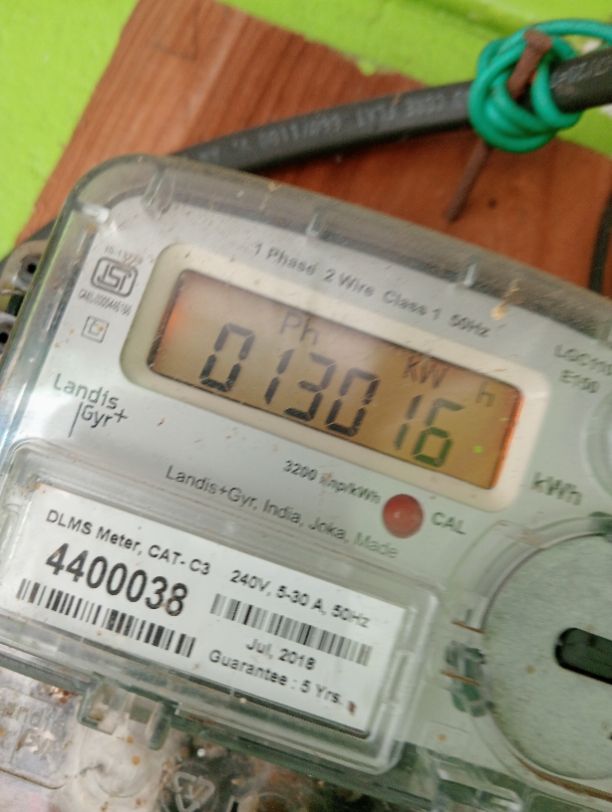 1 Phase 2 Wire Class 1 50Hz
Ph
kW h
013016
Landis
Gyr+
kWh
E150
3200 imp/kWh
CAL
Landis+Gyr, India, Joka, Made
DLMS Meter, CAT- C3
4400038
240V, 5-30 A, 50Hz
Jul, 2018
Guarantee : 5 Yrs.